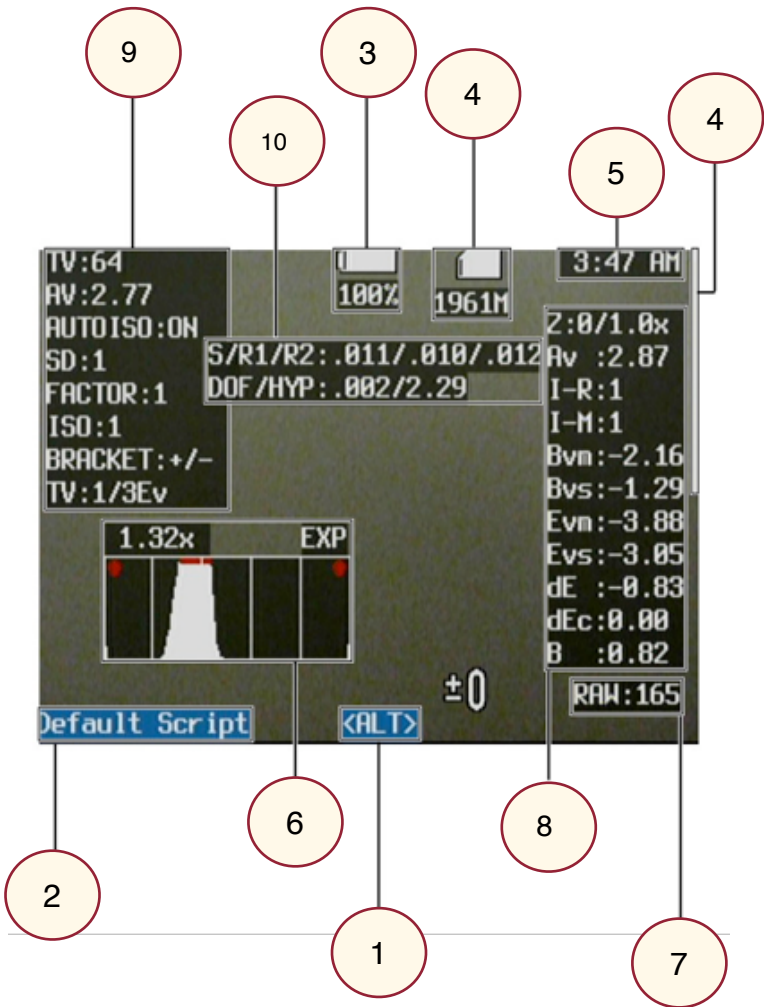 9
3
4
4
10
5
TV:64
AV:2.77
AUTOISO:ON
SD:1
FACTOR:1
ISO:1
BRACKET:+/-
TV:1/3Ev
100%
1961M
3:47 AM
S/R1/R2:.011/.010/.012
DOF/HYP:.002/2.29
Z:0/1.0x
Av :2.87
I-R:1
I-M:1
Bvm:-2.16
Bvs:-1.29
Evm:-3.88
Evs:-3.05
dE :-0.83
dEc:0.00
B :0.82
1.32x EXP
±0
RAW:165
Default Script
<ALT>
6
8
2
1
7